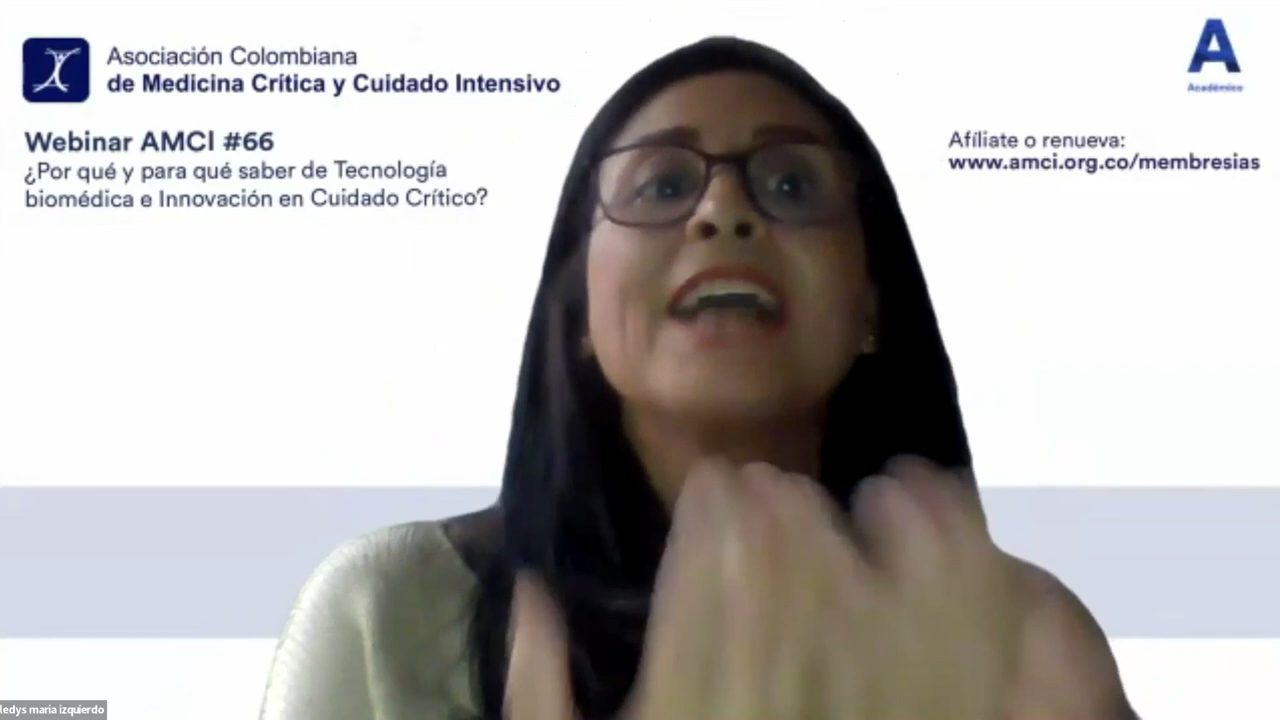 Asociación Colombiana
de Medicina Crítica y Cuidado Intensivo
Webinar AMCI #66
¿Por qué y para qué saber de Tecnología
biomédica e Innovación en Cuidado Crítico?
A
Académico
Afíliate o renueva:
www.amci.org.co/membresias
ledys maria izquierdo